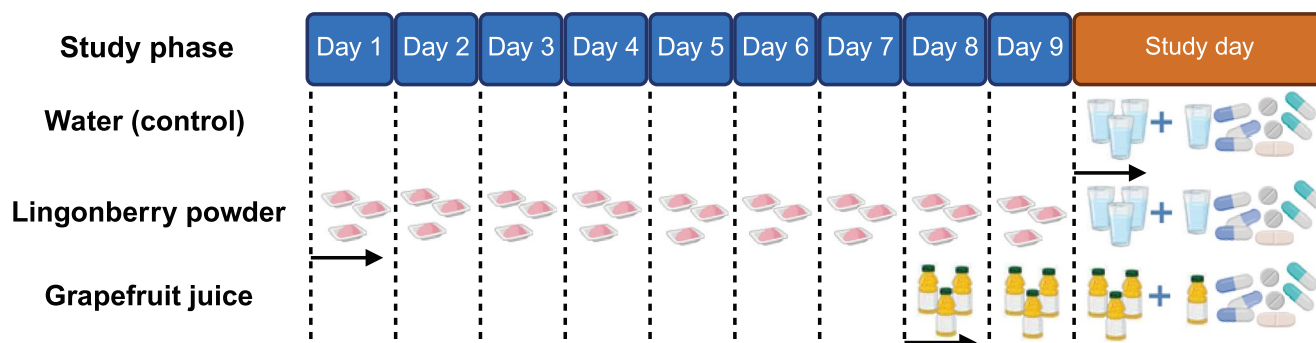 Study phase Day 1 Day 2 Day 3 Day 4 Day 5 Day 6 Day 7 Day 8 Day 9 Study day
Water (control)
Lingonberry powder
Grapefruit juice